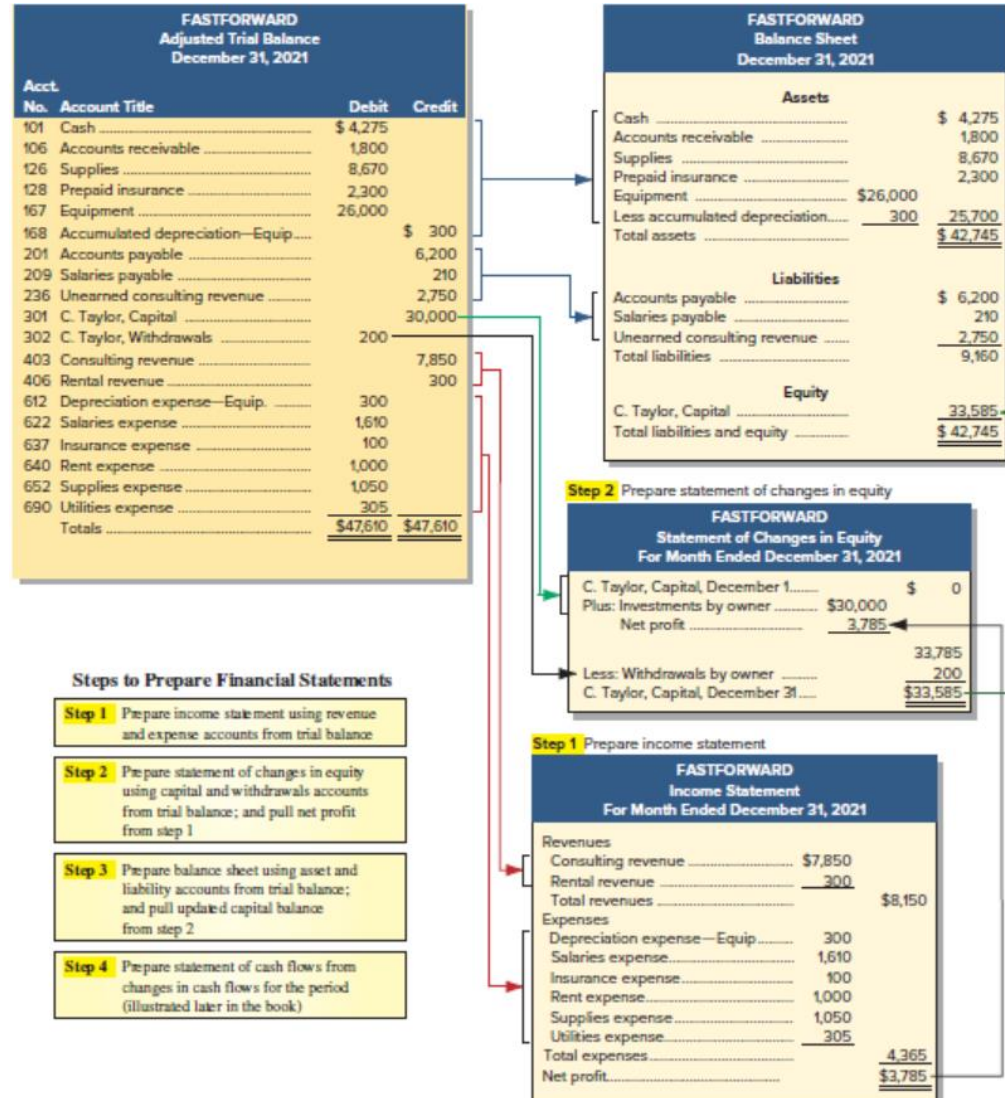 FASTFORWARD
Adjusted Trial Balance
December 31, 2021
Acct.
No. Account Title Debit Credit
101 Cash $ 4,275
106 Accounts receivable 1,800
126 Supplies 8,670
128 Prepaid insurance 2,300
167 Equipment 26,000
168 Accumulated depreciation—Equip. $ 300
201 Accounts payable 6,200
209 Salaries payable 210
236 Unearned consulting revenue 2,750
301 C. Taylor, Capital 30,000
302 C. Taylor, Withdrawals 200
403 Consulting revenue 7,850
406 Rental revenue 300
612 Depreciation expense—Equip. 300
622 Salaries expense 1,610
637 Insurance expense 100
640 Rent expense 1,000
652 Supplies expense 1,050
690 Utilities expense 305
Totals $47,610 $47,610
FASTFORWARD
Balance Sheet
December 31, 2021
Assets
Cash $ 4,275
Accounts receivable 1,800
Supplies 8,670
Prepaid insurance 2,300
Equipment $26,000
Less accumulated depreciation 300 25,700
Total assets $ 42,745
Liabilities
Accounts payable $ 6,200
Salaries payable 210
Unearned consulting revenue 2,750
Total liabilities 9,160
Equity
C. Taylor, Capital 33,585
Total liabilities and equity $ 42,745
Step 2 Prepare statement of changes in equity
FASTFORWARD
Statement of Changes in Equity
For Month Ended December 31, 2021
C. Taylor, Capital, December 1 $ 0
Plus: Investments by owner $30,000
Net profit 3,785
33,785
Less: Withdrawals by owner 200
C. Taylor, Capital, December 31 $33,585
Steps to Prepare Financial Statements
Step 1 Prepare income statement using revenue
and expense accounts from trial balance
Step 2 Prepare statement of changes in equity
using capital and withdrawals accounts
from trial balance; and pull net profit
from step 1
Step 3 Prepare balance sheet using asset and
liability accounts from trial balance;
and pull updated capital balance
from step 2
Step 4 Prepare statement of cash flows from
changes in cash flows for the period
(illustrated later in the book)
Step 1 Prepare income statement
FASTFORWARD
Income Statement
For Month Ended December 31, 2021
Revenues
Consulting revenue $7,850
Rental revenue 300
Total revenues $8,150
Expenses
Depreciation expense—Equip. 300
Salaries expense 1,610
Insurance expense 100
Rent expense 1,000
Supplies expense 1,050
Utilities expense 305
Total expenses 4,365
Net profit $3,785